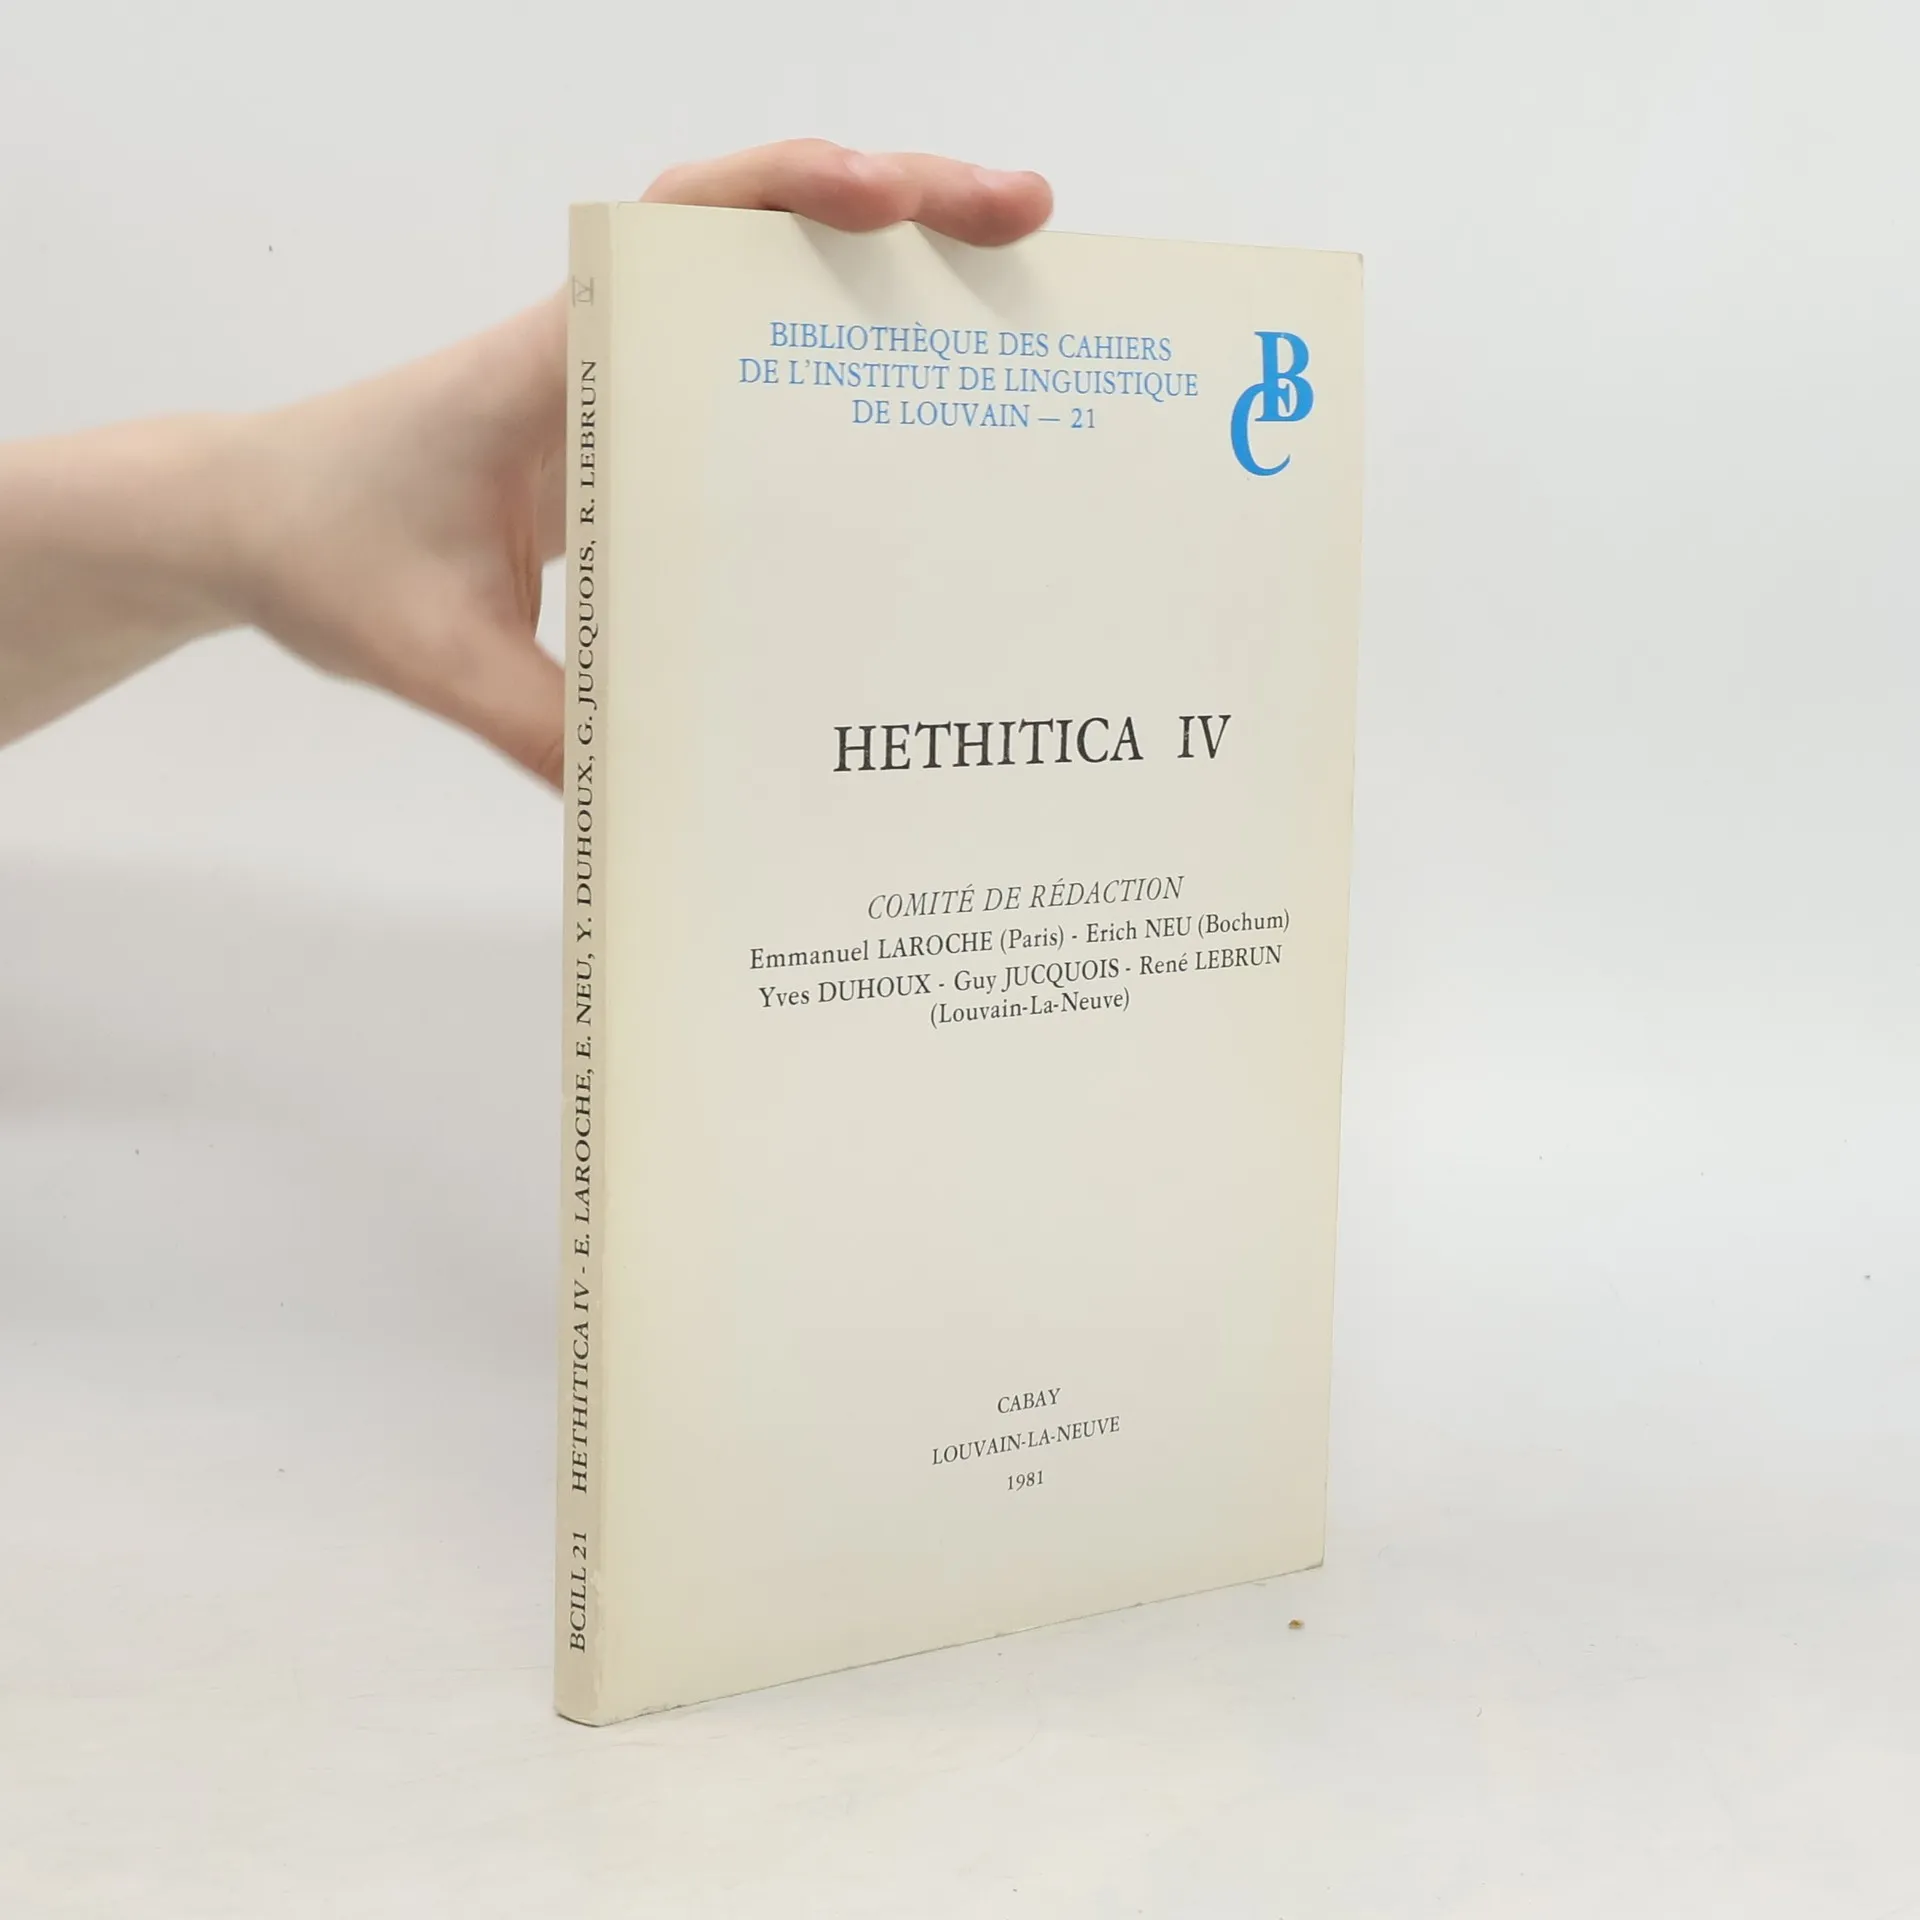 BIBLIOTHÈQUE DES CAHIERS
DE L'INSTITUT DE LINGUISTIQUE
DE LOUVAIN — 21
BC
HETHITICA IV
COMITÉ DE RÉDACTION
Emmanuel LAROCHE (Paris) - Erich NEU (Bochum)
Yves DUHOUX - Guy JUCQUOIS - René LEBRUN
(Louvain-La-Neuve)
CABAY
LOUVAIN-LA-NEUVE
1981
BCILL 21 HETHITICA IV - E. LAROCHE, E. NEU, Y. DUHOUX, G. JUCQUOIS, R. LEBRUN